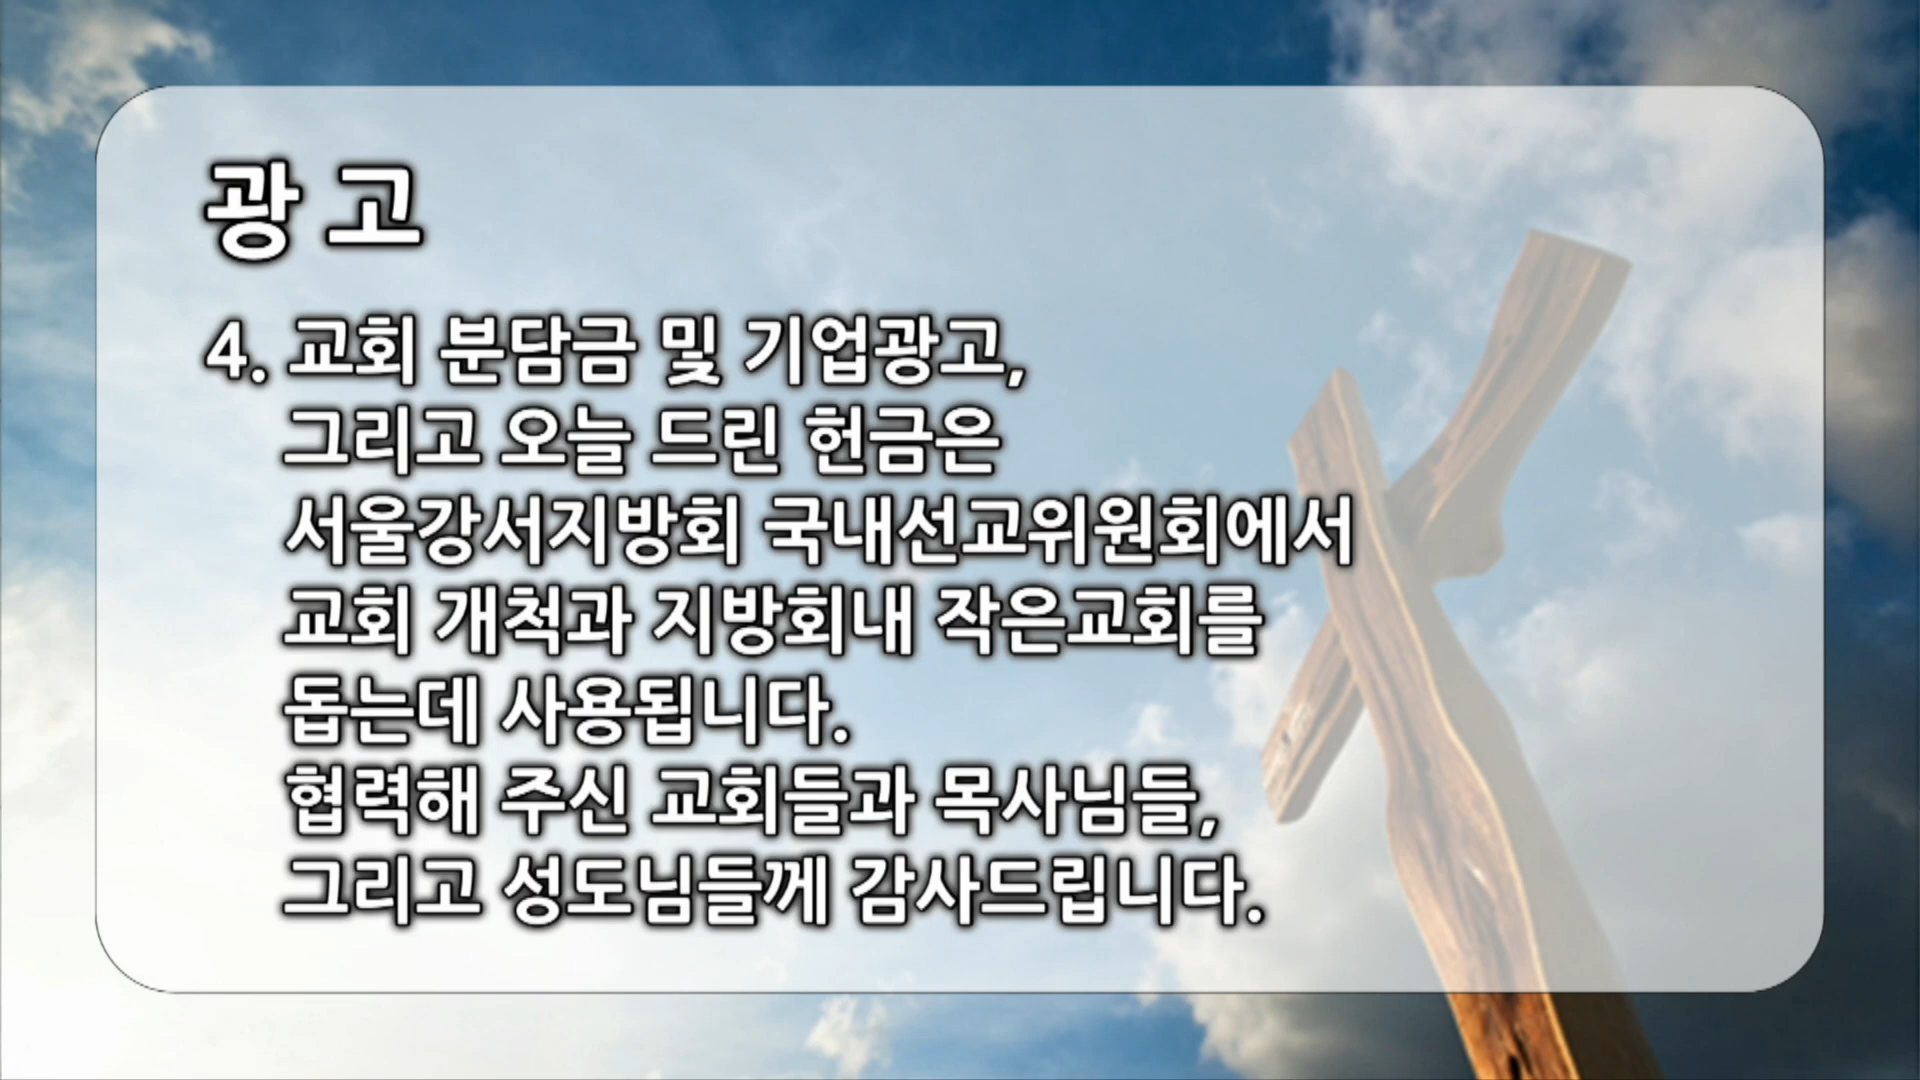 광 고
4. 교회 분담금 및 기업광고,
그리고 오늘 드린 헌금은
서울강서지방회 국내선교위원회에서
교회 개척과 지방회내 작은교회를
돕는데 사용됩니다.
협력해 주신 교회들과 목사님들,
그리고 성도님들께 감사드립니다.